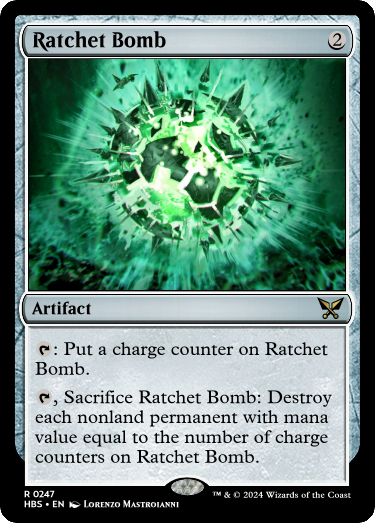 Ratchet Bomb 2
Artifact
: Put a charge counter on Ratchet
Bomb.
, Sacrifice Ratchet Bomb: Destroy
each nonland permanent with mana
value equal to the number of charge
counters on Ratchet Bomb.
R 0247
HBS • EN Lorenzo Mastroianni
™ & © 2024 Wizards of the Coast